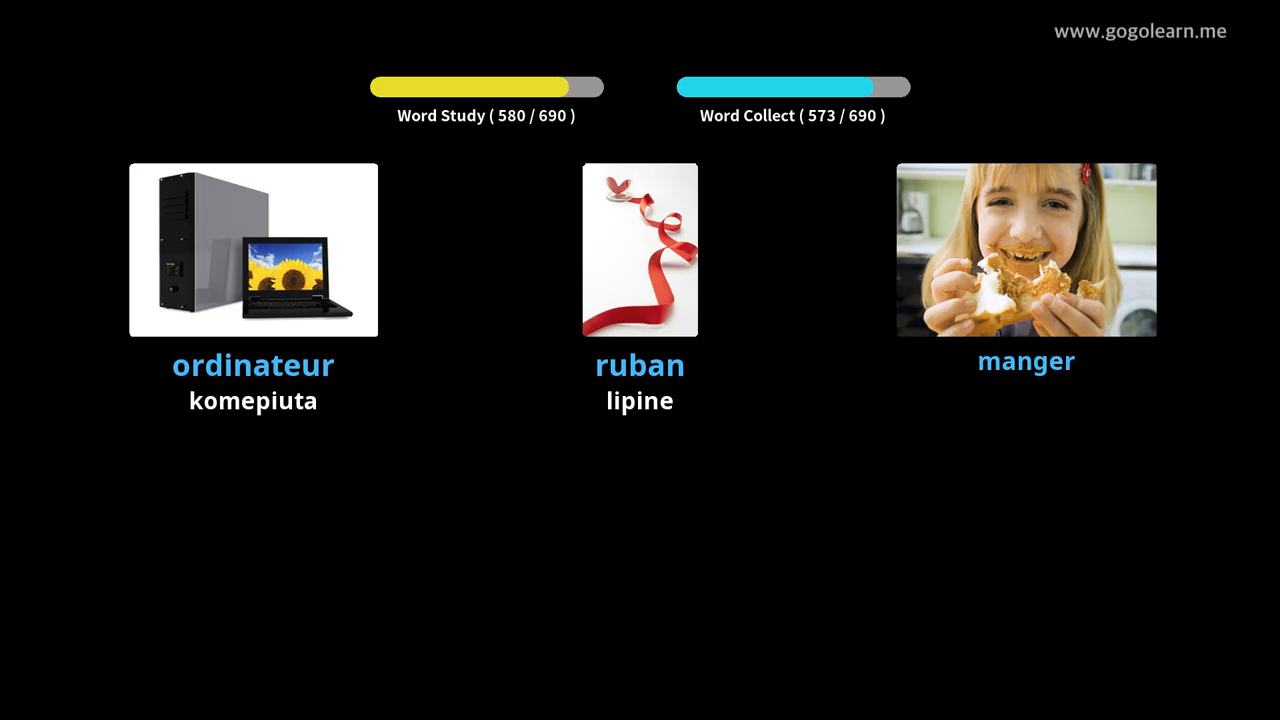 www.gogolearn.me
Word Study ( 580 / 690 )
Word Collect ( 573 / 690 )
ordinateur
komepiuta
ruban
lipine
manger